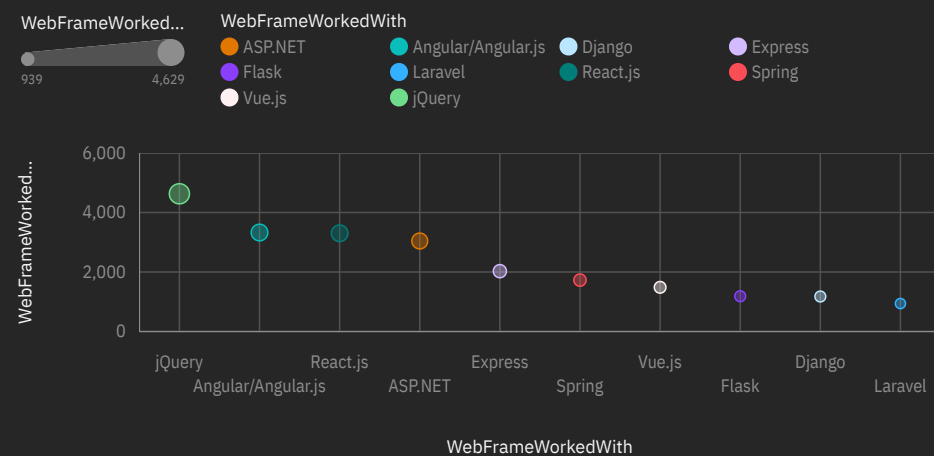 WebFrameWorked...
939 4,629
WebFrameWorkedWith
ASP.NET Angular/Angular.js Django Express
Flask Laravel React.js Spring
Vue.js jQuery
WebFrameWorked...
6,000
4,000
2,000
0
jQuery React.js Express Vue.js Django
Angular/Angular.js ASP.NET Spring Flask Laravel
WebFrameWorkedWith